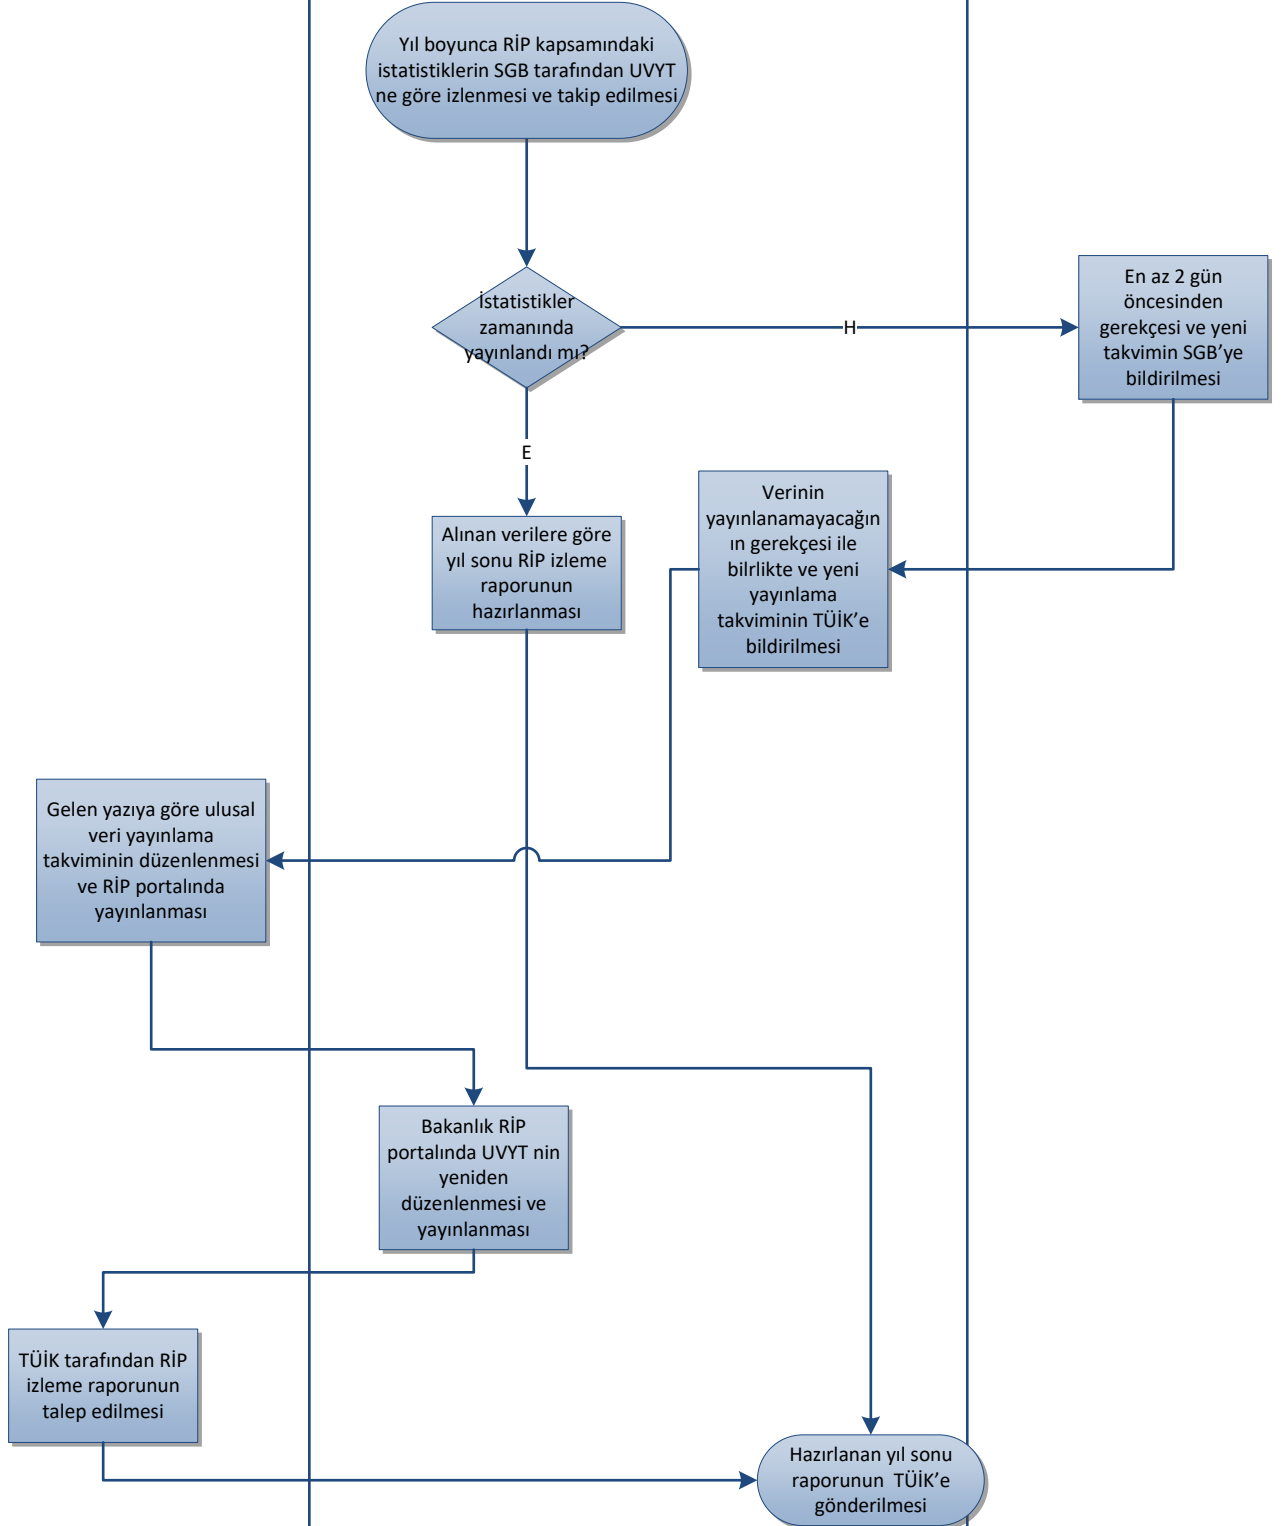 Yıl boyunca RİP kapsamındaki
istatistiklerin SGB tarafından UVYT
ne göre izlenmesi ve takip edilmesi
İstatistikler
zamanında
yayınlandı mı?
H
En az 2 gün
öncesinden
gerekçesi ve yeni
takvimin SGB’ye
bildirilmesi
E
Verinin
yayınlanamayacağın
ın gerekçesi ile
bilrlikte ve yeni
yayınlama
takviminin TÜİK’e
bildirilmesi
Alınan verilere göre
yıl sonu RİP izleme
raporunun
hazırlanması
Gelen yazıya göre ulusal
veri yayınlama
takviminin düzenlenmesi
ve RİP portalında
yayınlanması
Bakanlık RİP
portalında UVYT nin
yeniden
düzenlenmesi ve
yayınlanması
TÜİK tarafından RİP
izleme raporunun
talep edilmesi
Hazırlanan yıl sonu
raporunun TÜİK’e
gönderilmesi